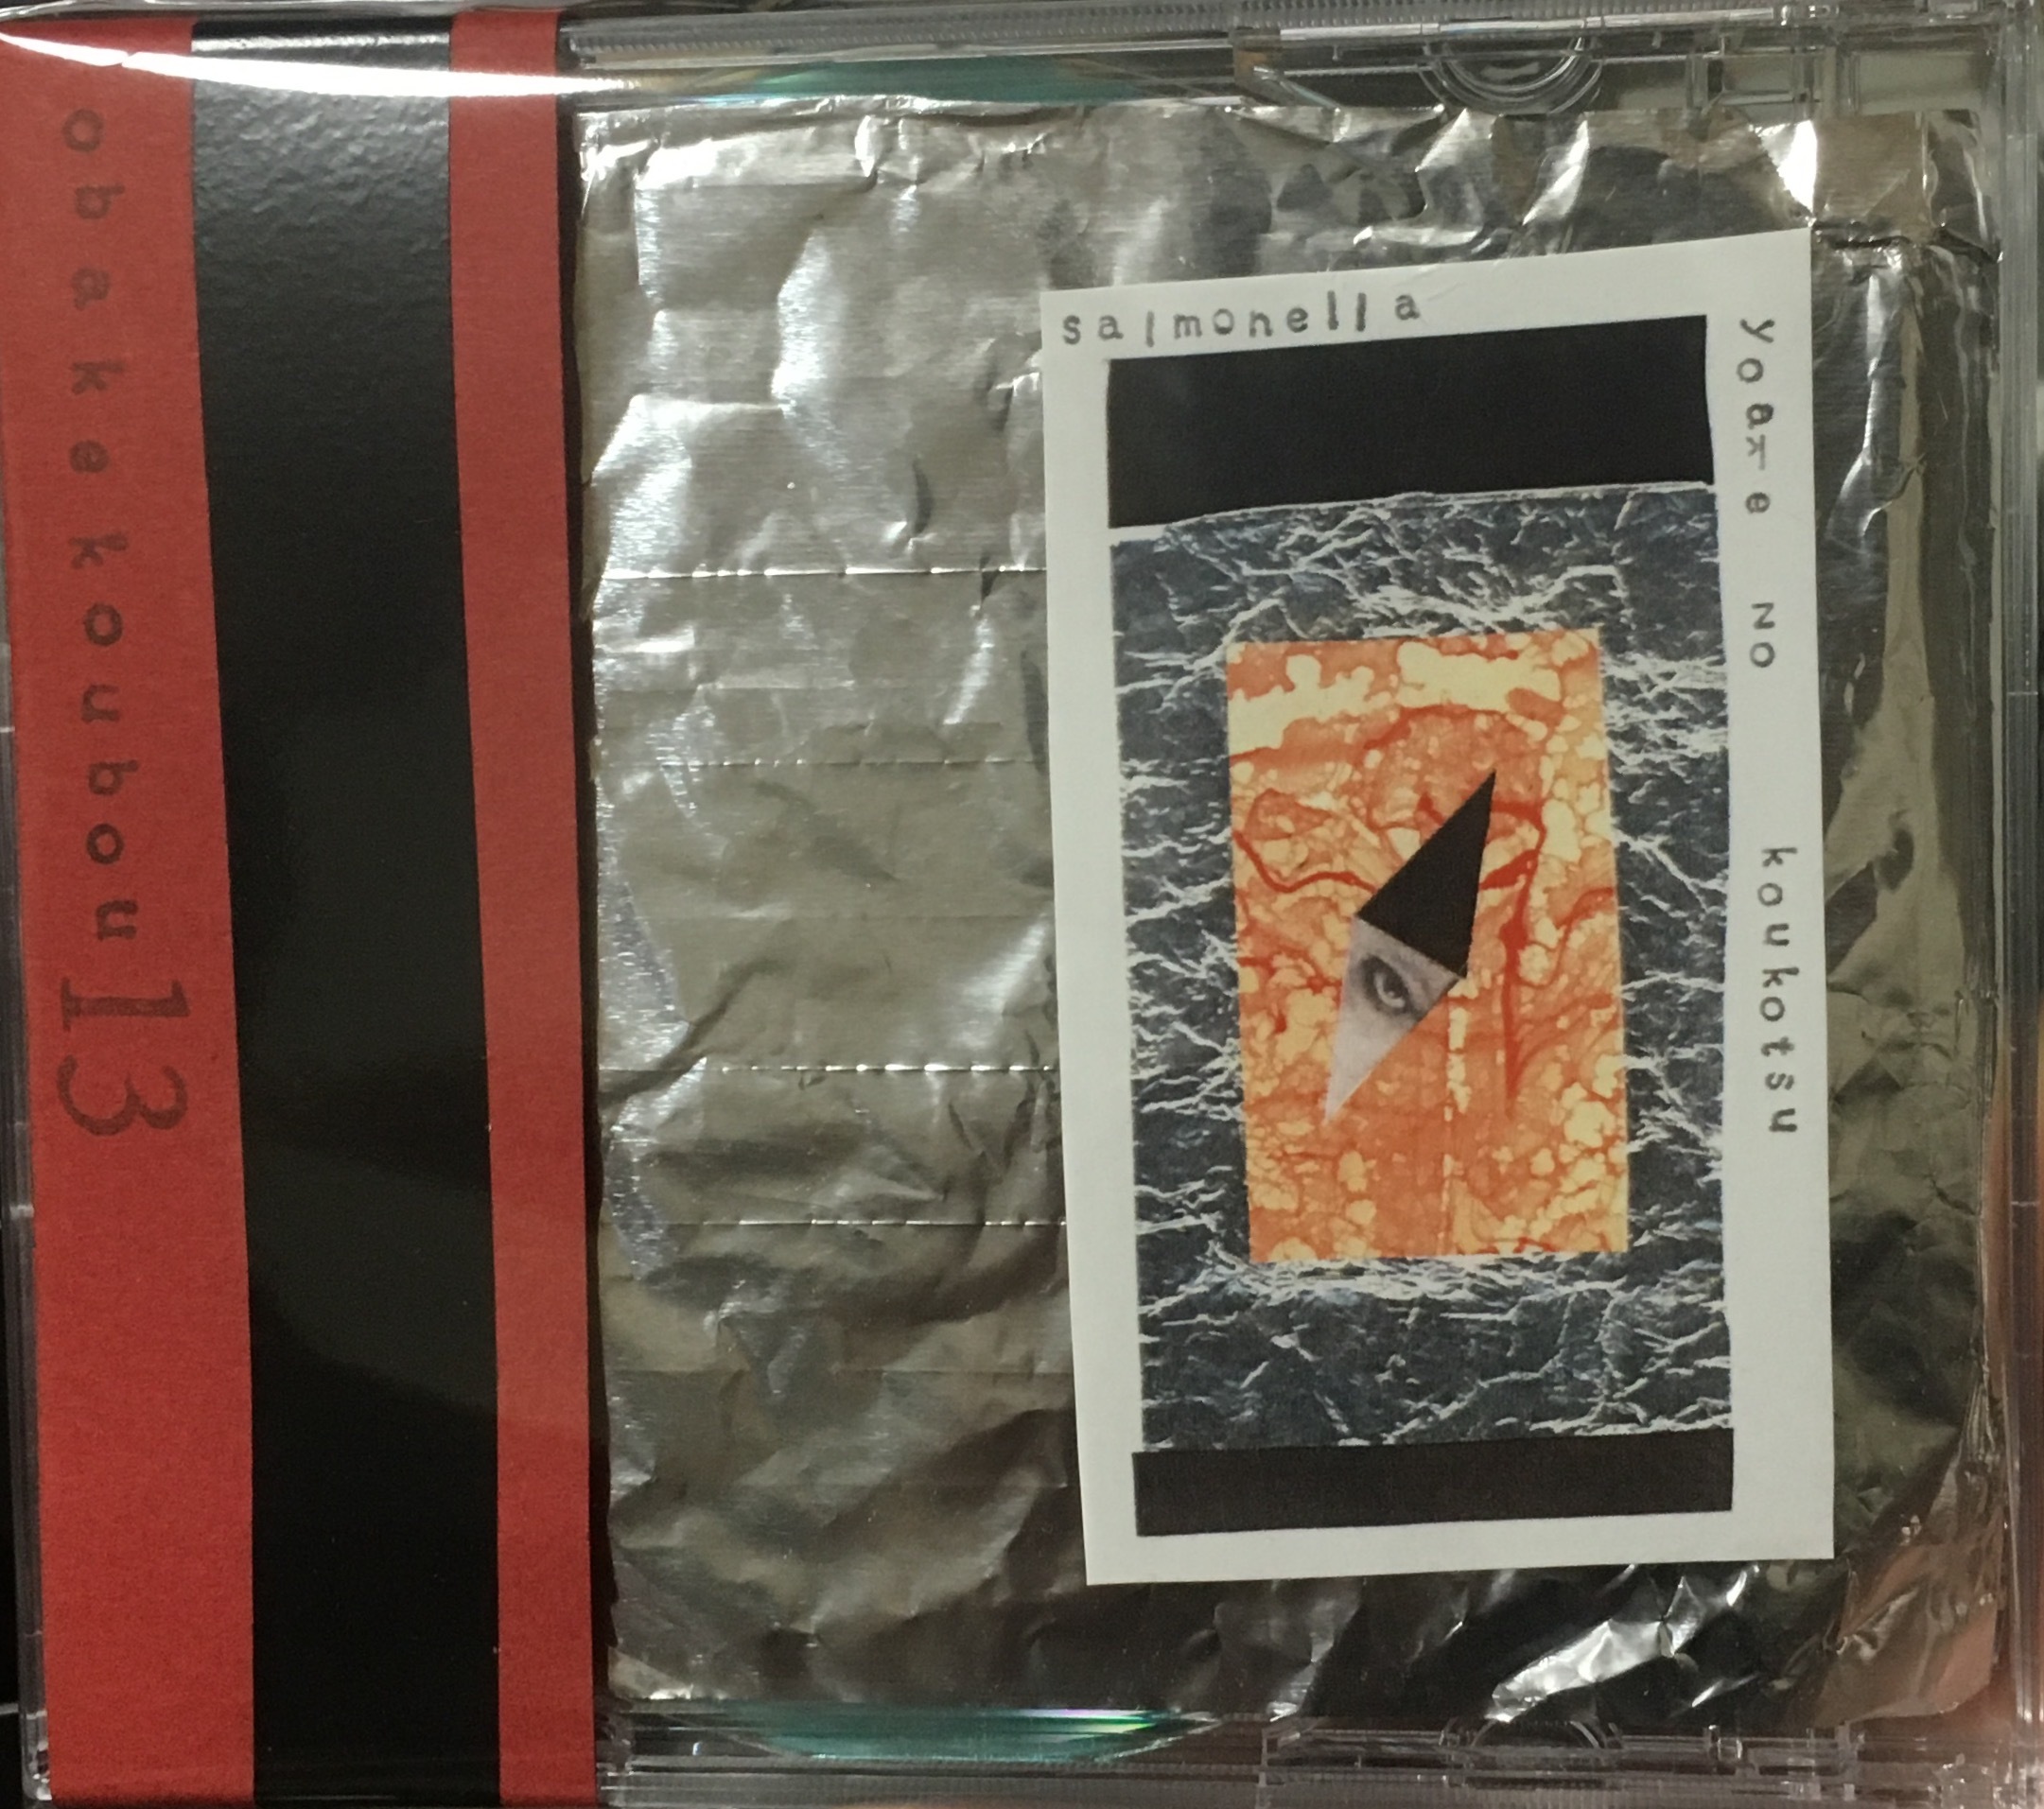 obakekoubou 13
salmonella
yoake no koukotsu